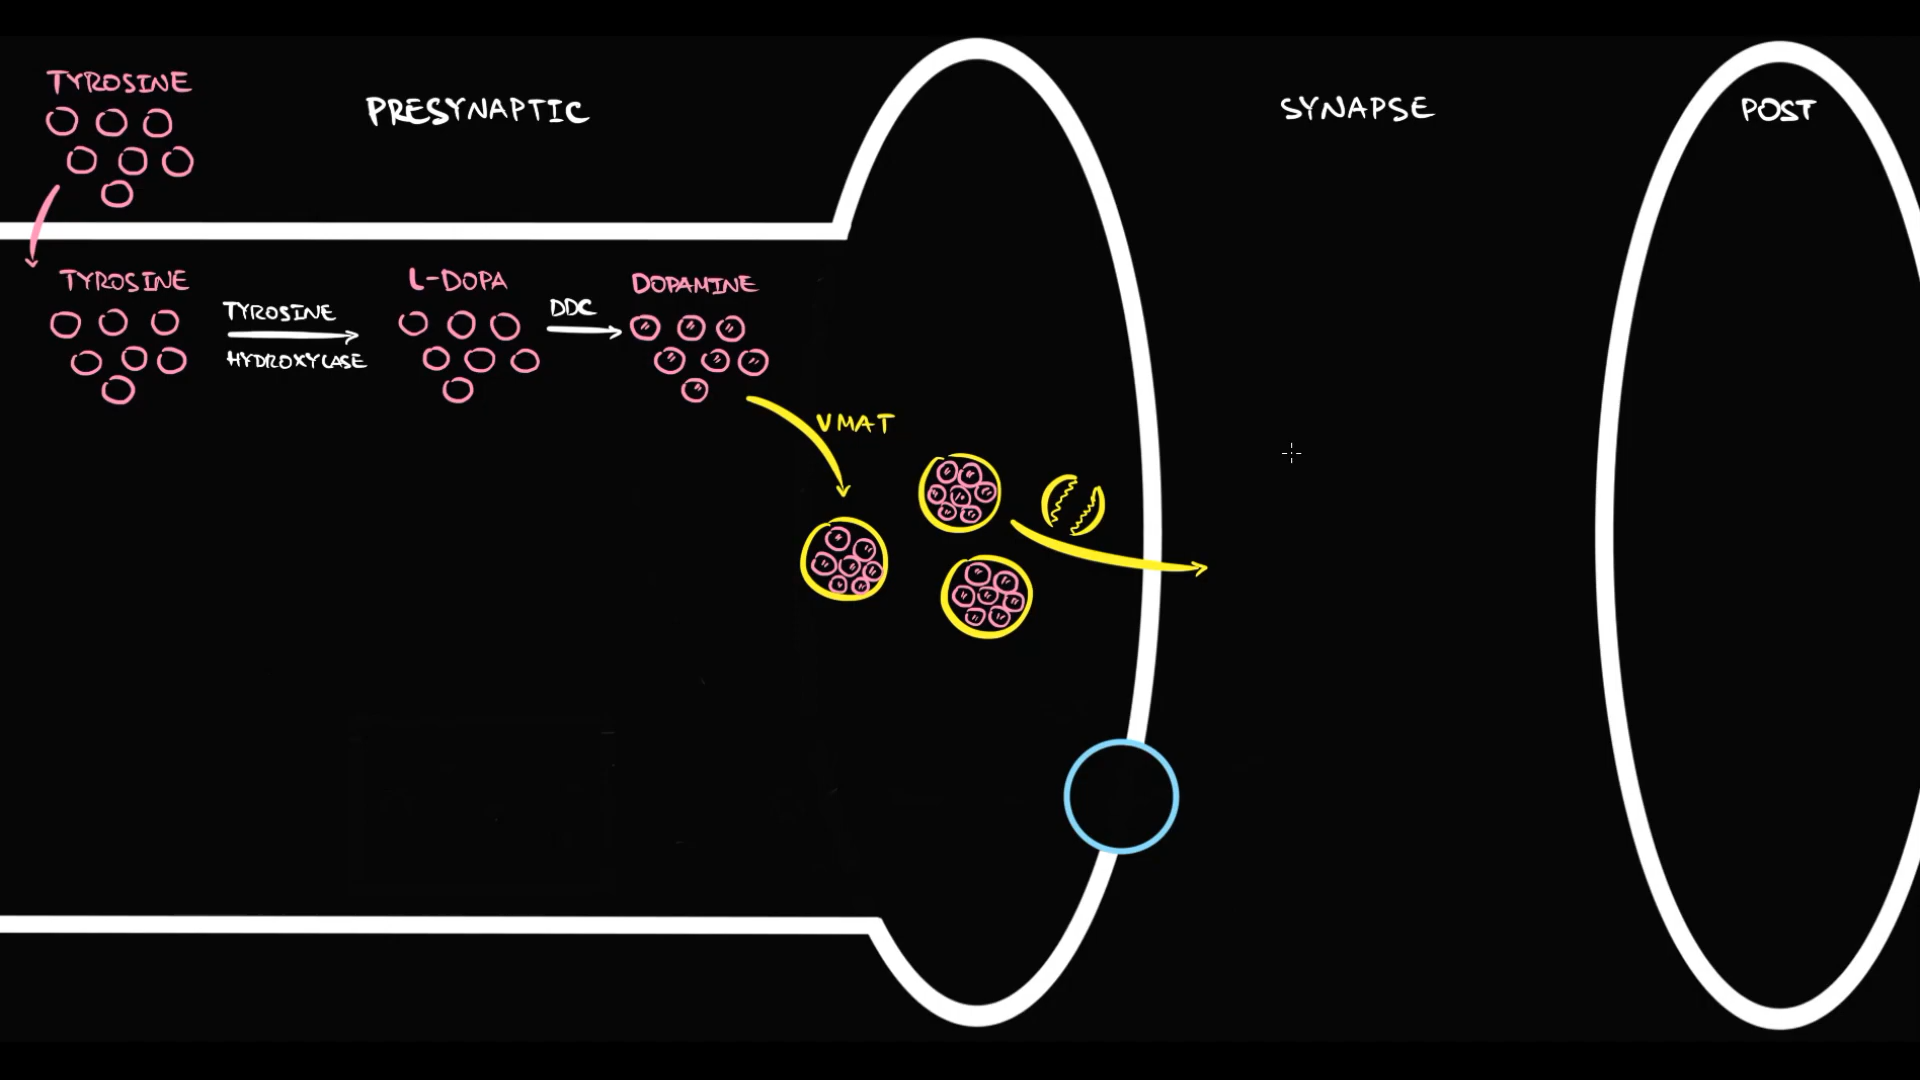 TYROSINE
PRESYNAPTIC
SYNAPSE
POST
TYROSINE
TYROSINE
HYDROXYLASE
L-DOPA
DDC
DOPAMINE
VMAT